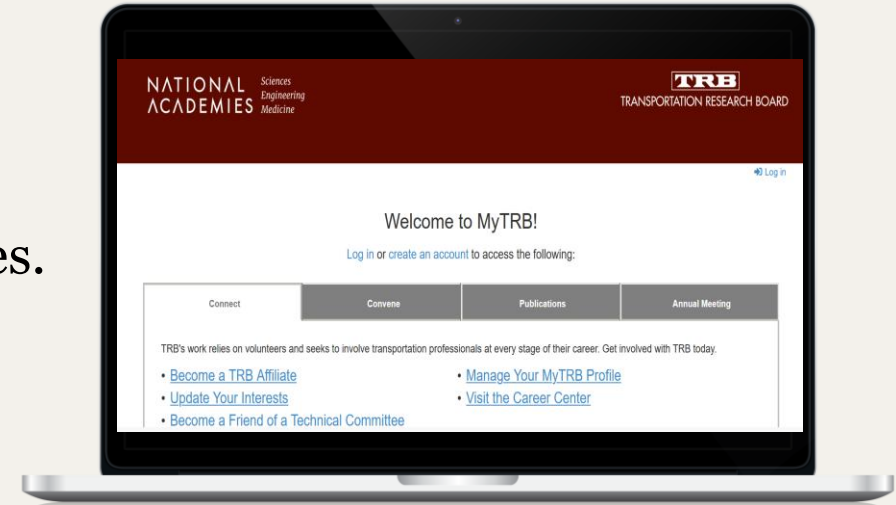 NATIONAL
ACADEMIES
Sciences
Engineering
Medicine
TRB
TRANSPORTATION RESEARCH BOARD
Log in
Welcome to MyTRB!
Log in or create an account to access the following:
Connect Convene Publications Annual Meeting
TRB's work relies on volunteers and seeks to involve transportation professionals at every stage of their career. Get involved with TRB today.
• Become a TRB Affiliate
• Manage Your MyTRB Profile
• Update Your Interests
• Visit the Career Center
• Become a Friend of a Technical Committee